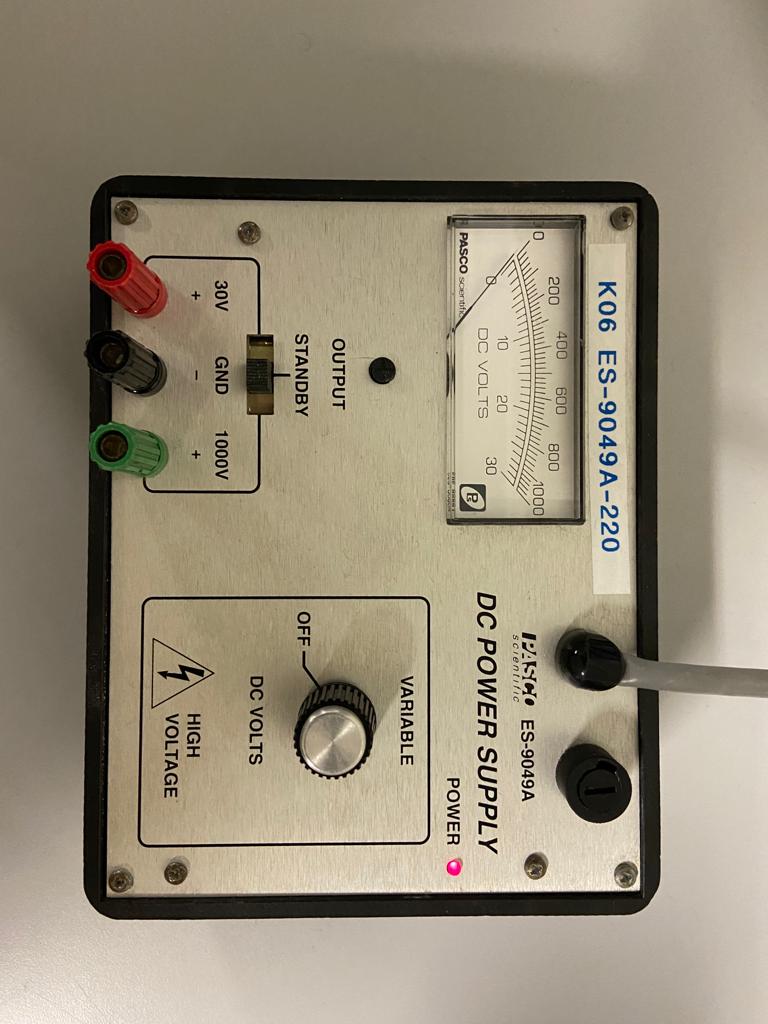 K06 ES-9049A-220
0 200 400 600 800 1000
0 10 20 30
DC VOLTS
PASCO scientific
PASCO
scientific
ES-9049A
DC POWER SUPPLY
POWER
OUTPUT
STANDBY
30V GND 1000V
+ − +
VARIABLE
OFF
DC VOLTS
HIGH
VOLTAGE